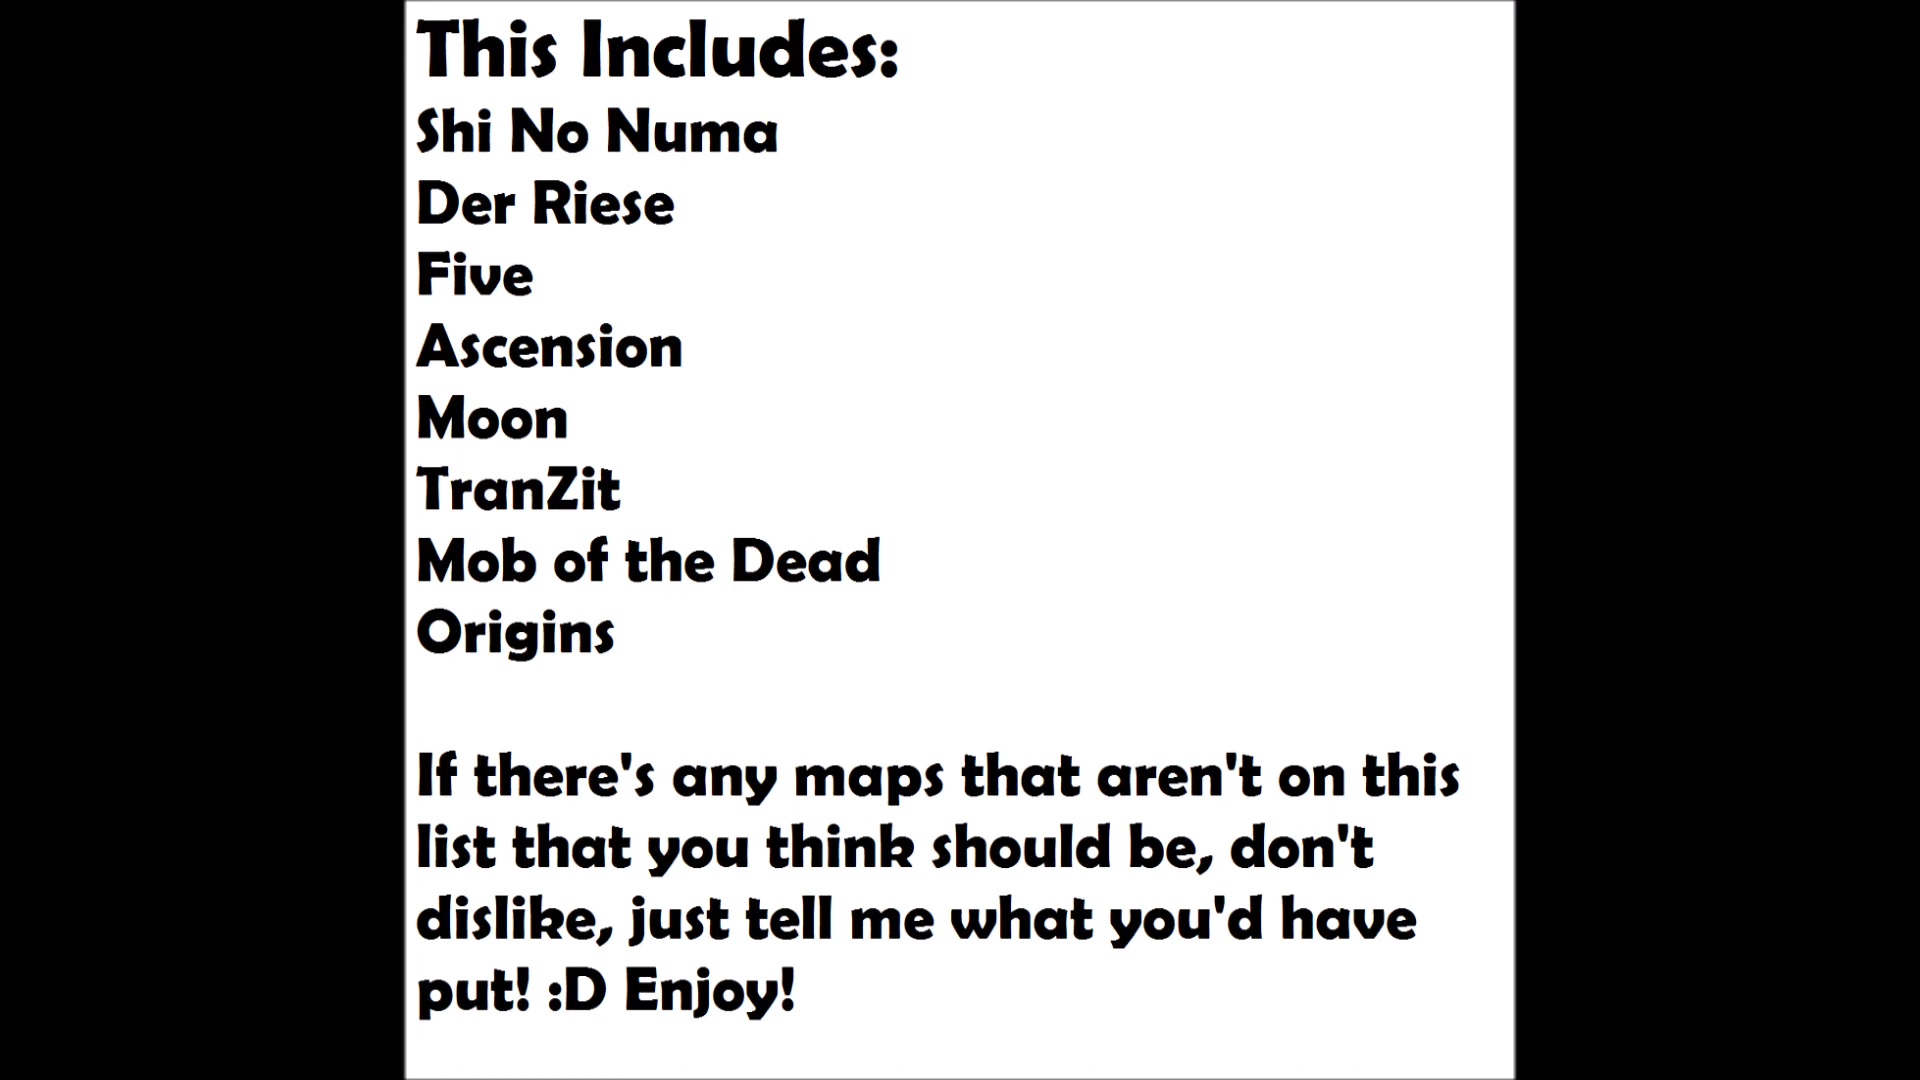 This Includes:
Shi No Numa
Der Riese
Five
Ascension
Moon
TranZit
Mob of the Dead
Origins
If there's any maps that aren't on this
list that you think should be, don't
dislike, just tell me what you'd have
put! :D Enjoy!